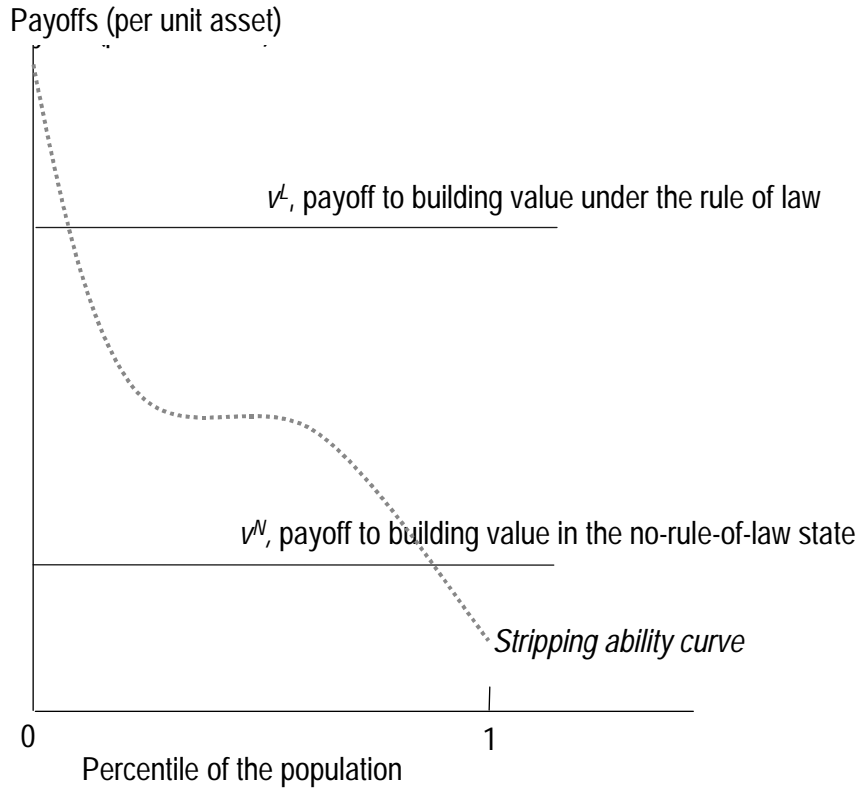 Payoffs (per unit asset)
v^L, payoff to building value under the rule of law
v^N, payoff to building value in the no-rule-of-law state
Stripping ability curve
0
1
Percentile of the population